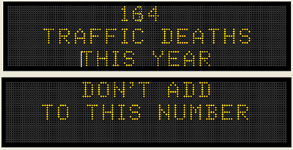 164
TRAFFIC DEATHS
THIS YEAR
DON'T ADD
TO THIS NUMBER